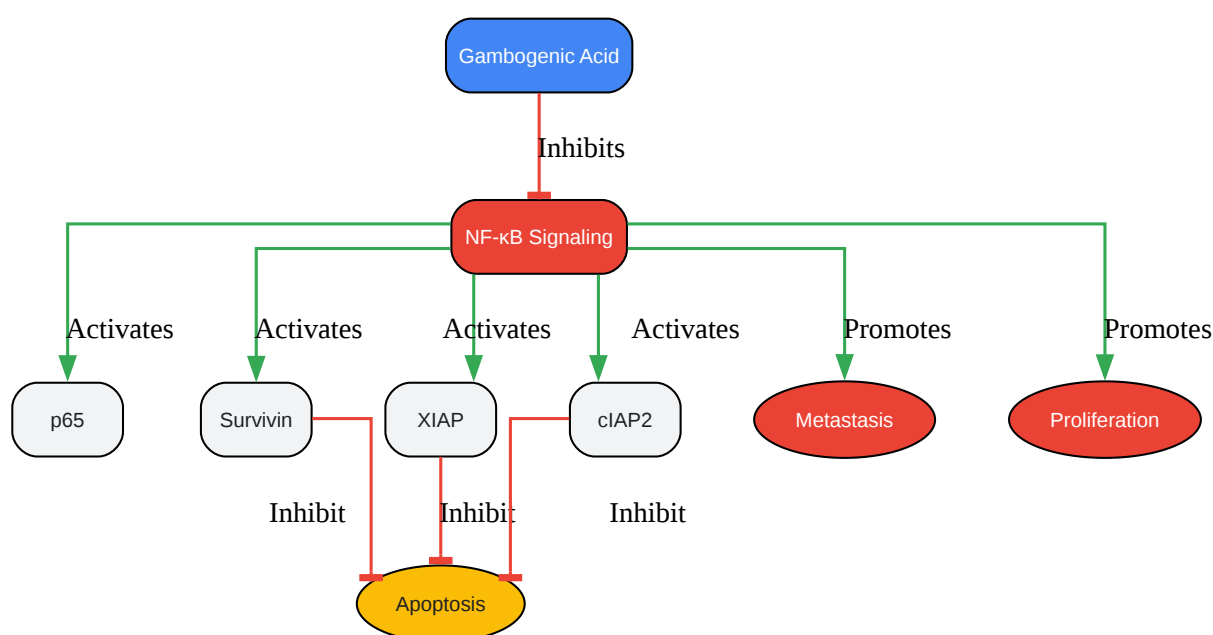 Gambogenic Acid
Inhibits
NF-κB Signaling
Activates
Activates
Activates
Activates
Promotes
Promotes
p65
Survivin
XIAP
cIAP2
Metastasis
Proliferation
Inhibit
Inhibit
Inhibit
Apoptosis